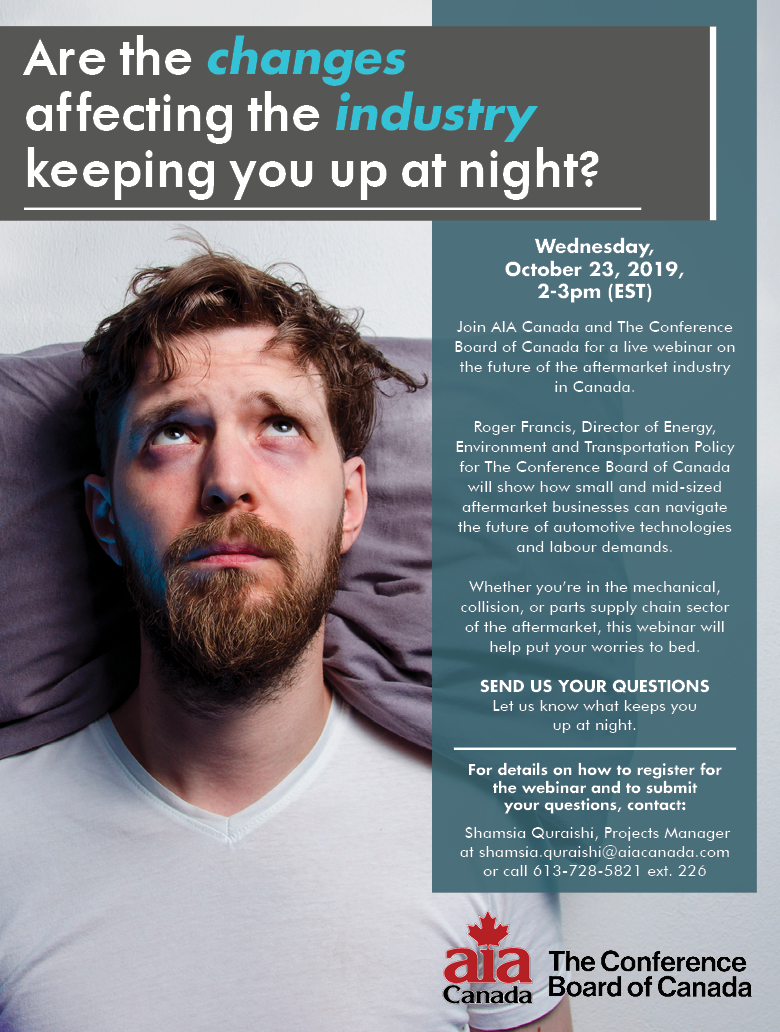 Are the changes
affecting the industry
keeping you up at night?
Wednesday,
October 23, 2019,
2-3pm (EST)
Join AIA Canada and The Conference
Board of Canada for a live webinar on
the future of the aftermarket industry
in Canada.
Roger Francis, Director of Energy,
Environment and Transportation Policy
for The Conference Board of Canada
will show how small and mid-sized
aftermarket businesses can navigate
the future of automotive technologies
and labour demands.
Whether you’re in the mechanical,
collision, or parts supply chain sector
of the aftermarket, this webinar will
help put your worries to bed.
SEND US YOUR QUESTIONS
Let us know what keeps you
up at night.
For details on how to register for
the webinar and to submit
your questions, contact:
Shamsia Quraishi, Projects Manager
at shamsia.quraishi@aiacanada.com
or call 613-728-5821 ext. 226
aia
Canada
The Conference
Board of Canada